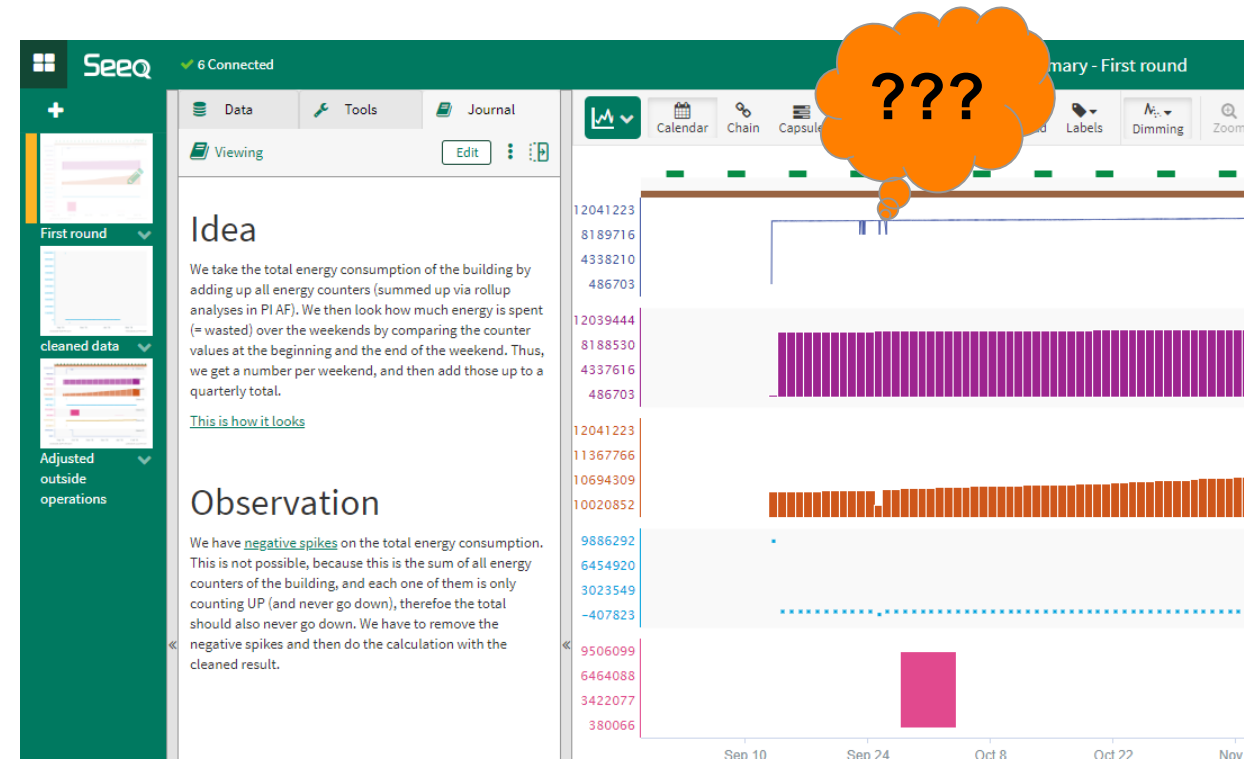 ???
Seeq
6 Connected
mary - First round
Data
Tools
Journal
Calendar
Chain
Capsule
Labels
Dimming
Zoom
Viewing
Edit
First round
cleaned data
Adjusted
outside
operations
Idea
We take the total energy consumption of the building by
adding up all energy counters (summed up via rollup
analyses in PI AF). We then look how much energy is spent
(= wasted) over the weekends by comparing the counter
values at the beginning and the end of the weekend. Thus,
we get a number per weekend, and then add those up to a
quarterly total.
This is how it looks
Observation
We have negative spikes on the total energy consumption.
This is not possible, because this is the sum of all energy
counters of the building, and each one of them is only
counting UP (and never go down), therefoe the total
should also never go down. We have to remove the
negative spikes and then do the calculation with the
cleaned result.
12041223
8189716
4338210
486703
12039444
8188530
4337616
486703
12041223
11367766
10694309
10020852
9886292
6454920
3023549
-407823
9506099
6464088
3422077
380066
Sep 10
Sep 24
Oct 8
Oct 22
Nov